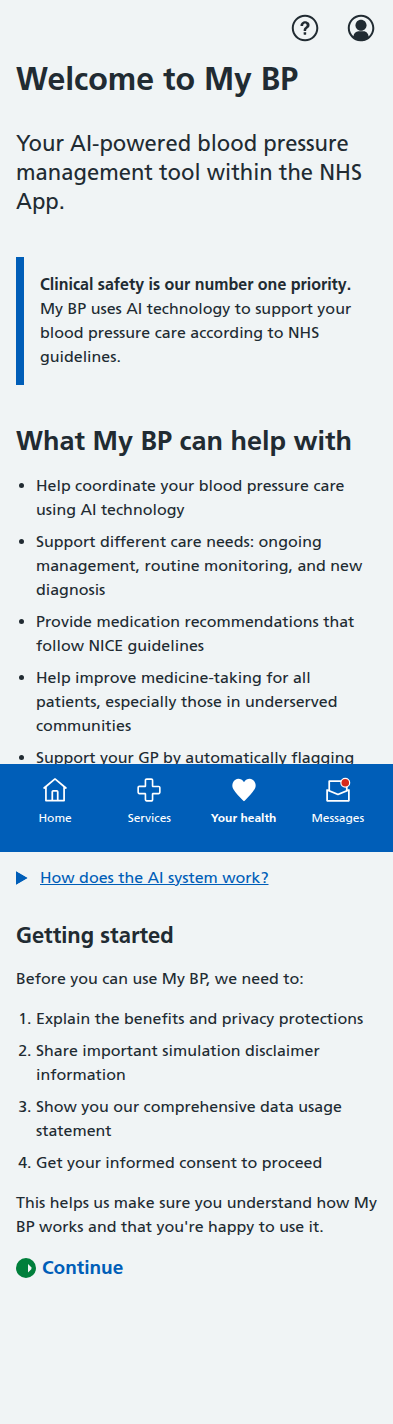 Welcome to My BP
Your AI-powered blood pressure
management tool within the NHS
App.
Clinical safety is our number one priority.
My BP uses AI technology to support your
blood pressure care according to NHS
guidelines.
What My BP can help with
• Help coordinate your blood pressure care
using AI technology
• Support different care needs: ongoing
management, routine monitoring, and new
diagnosis
• Provide medication recommendations that
follow NICE guidelines
• Help improve medicine-taking for all
patients, especially those in underserved
communities
• Support your GP by automatically flagging
Home
Services
Your health
Messages
How does the AI system work?
Getting started
Before you can use My BP, we need to:
1. Explain the benefits and privacy protections
2. Share important simulation disclaimer
information
3. Show you our comprehensive data usage
statement
4. Get your informed consent to proceed
This helps us make sure you understand how My
BP works and that you're happy to use it.
Continue